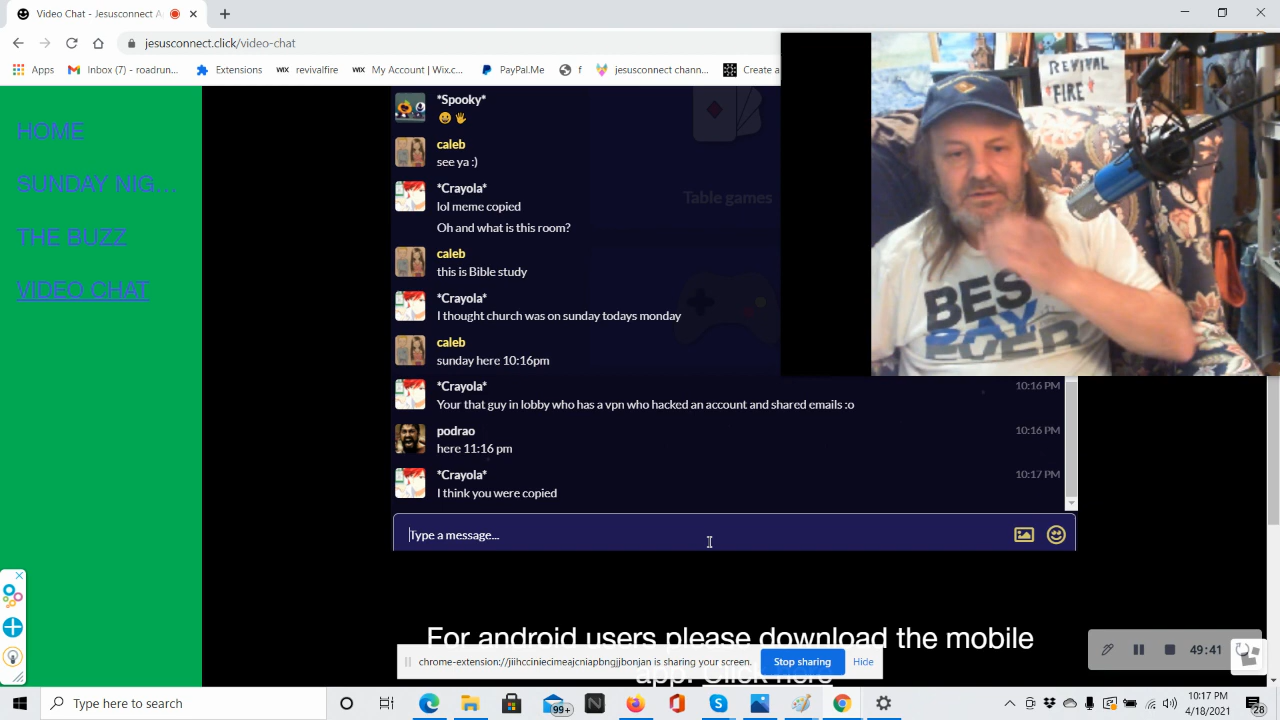 Video Chat - Jesusconnect A
jesusconnect.click/video-chat
Apps
Inbox (7) - roadrun...
Extensions
WIX revivalfire
WIX My Account | Wix.c...
PayPal.Me
f
jesusconnect chann...
Create a
HOME
SUNDAY NIG...
THE BUZZ
VIDEO CHAT
*Spooky*
caleb
see ya :)
*Crayola*
lol meme copied
Oh and what is this room?
caleb
this is Bible study
*Crayola*
I thought church was on sunday todays monday
caleb
sunday here 10:16pm
*Crayola*
10:16 PM
Your that guy in lobby who has a vpn who hacked an account and shared emails :o
podrao
10:16 PM
here 11:16 pm
*Crayola*
10:17 PM
I think you were copied
Type a message...
Table games
REVIVAL
FIRE
BEST
DAY
EVER
For android users please download the mobile
app. Click here
chrome-extension://jiihcciniecimeajcniapbngjjbonjan is sharing your screen.
Stop sharing
Hide
49:41
Type here to search
99+
10:17 PM
4/18/2021
28